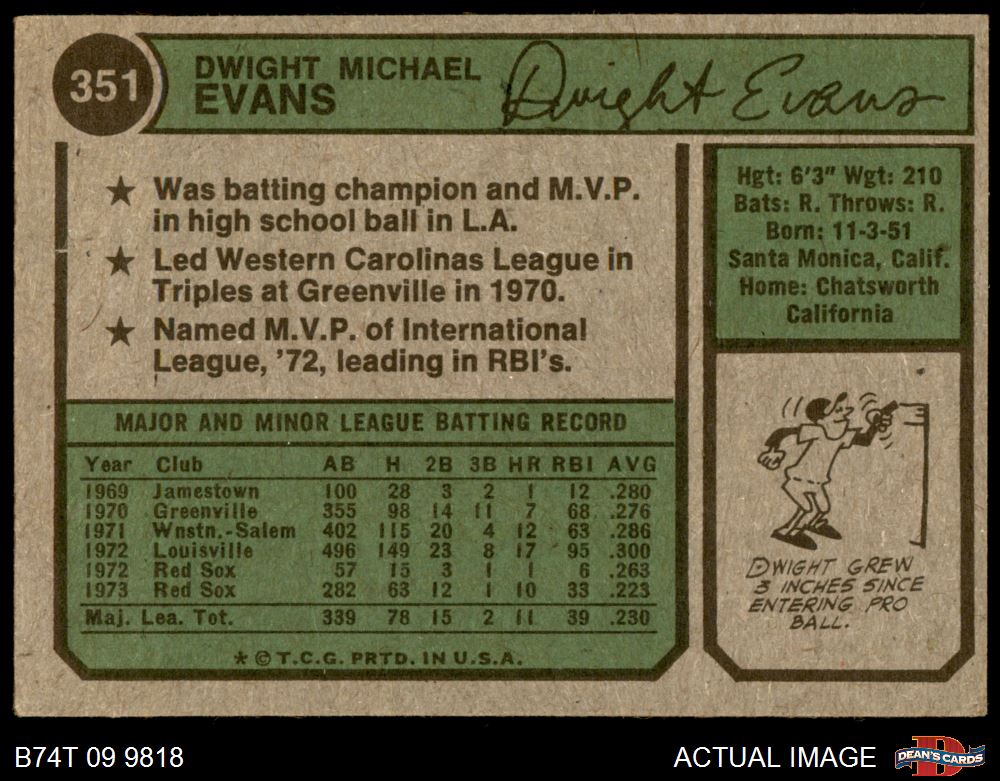 351
DWIGHT MICHAEL
EVANS
Dwight Evans
★ Was batting champion and M.V.P.
in high school ball in L.A.
★ Led Western Carolinas League in
Triples at Greenville in 1970.
★ Named M.V.P. of International
League, '72, leading in RBI's.
Hgt: 6'3" Wgt: 210
Bats: R. Throws: R.
Born: 11-3-51
Santa Monica, Calif.
Home: Chatsworth
California
MAJOR AND MINOR LEAGUE BATTING RECORD
Year Club AB H 2B 3B HR RBI AVG
1969 Jamestown 100 28 3 2 1 12 .280
1970 Greenville 355 98 14 11 7 68 .276
1971 Wnstn.-Salem 402 115 20 4 12 63 .286
1972 Louisville 496 149 23 8 17 95 .300
1972 Red Sox 57 15 3 1 1 6 .263
1973 Red Sox 282 63 12 1 10 33 .223
Maj. Lea. Tot. 339 78 15 2 11 39 .230
* © T.C.G. PRTD. IN U.S.A.
DWIGHT GREW
3 INCHES SINCE
ENTERING PRO
BALL.
B74T 09 9818
ACTUAL IMAGE
D
DEAN'S CARDS